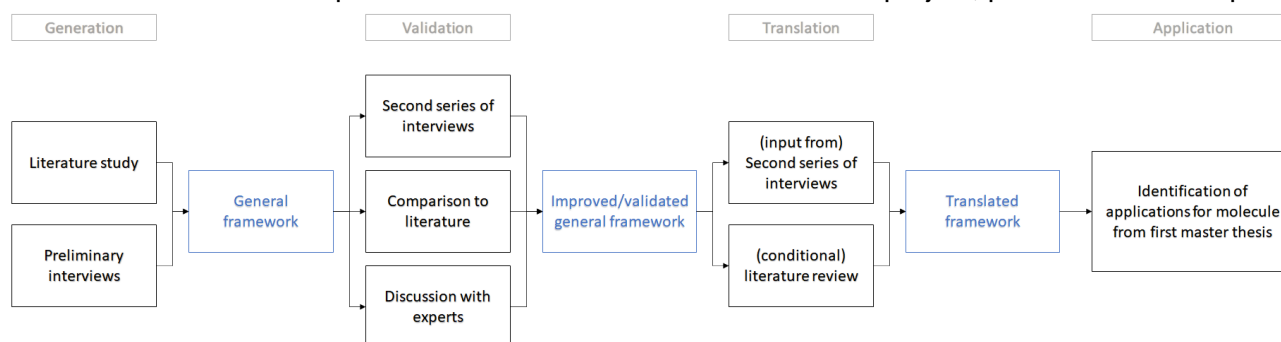 Generation
Validation
Translation
Application
Literature study
Preliminary
interviews
General
framework
Second series of
interviews
Comparison to
literature
Discussion with
experts
Improved/validated
general framework
(input from)
Second series of
interviews
(conditional)
literature review
Translated
framework
Identification of
applications for molecule
from first master thesis